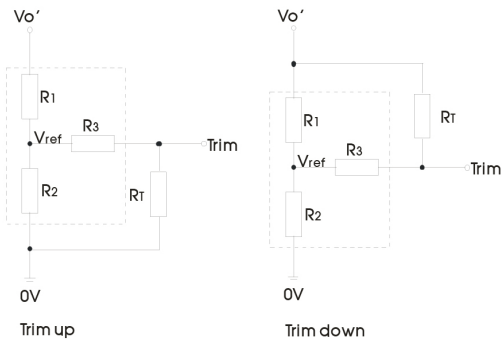 Vo'
R1
Vref
R3
Trim
R2
RT
0V
Trim up
Vo'
R1
RT
Vref
R3
Trim
R2
0V
Trim down